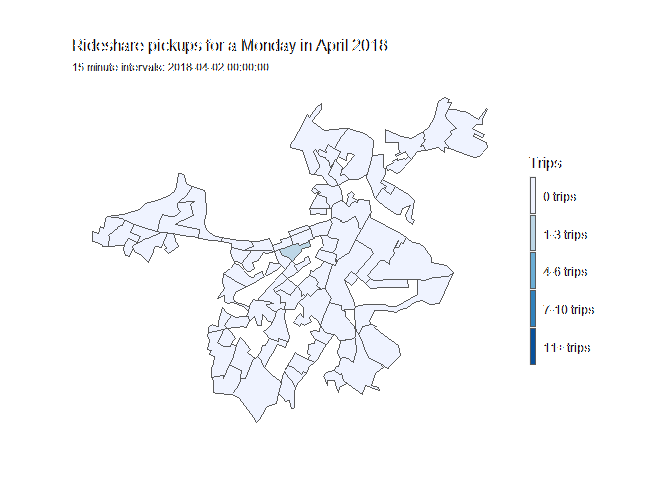 Rideshare pickups for a Monday in April 2018
15 minute intervals: 2018-04-02 00:00:00
Trips
0 trips
1-3 trips
4-6 trips
7-10 trips
11+ trips